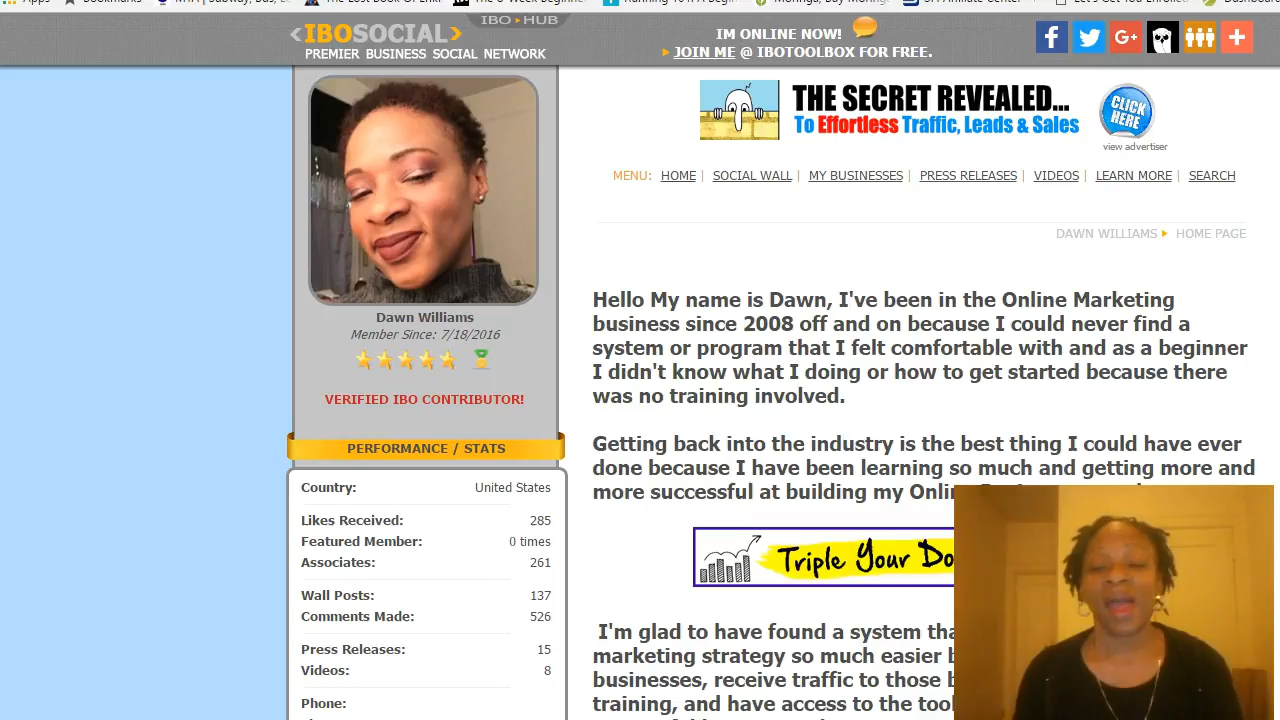 IBO HUB
IBOSOCIAL
PREMIER BUSINESS SOCIAL NETWORK
IM ONLINE NOW!
JOIN ME @ IBOTOOLBOX FOR FREE.
THE SECRET REVEALED...
To Effortless Traffic, Leads & Sales
CLICK HERE
view advertiser
MENU: HOME | SOCIAL WALL | MY BUSINESSES | PRESS RELEASES | VIDEOS | LEARN MORE | SEARCH
DAWN WILLIAMS HOME PAGE
Dawn Williams
Member Since: 7/18/2016
VERIFIED IBO CONTRIBUTOR!
PERFORMANCE / STATS
Country: United States
Likes Received: 285
Featured Member: 0 times
Associates: 261
Wall Posts: 137
Comments Made: 526
Press Releases: 15
Videos: 8
Phone:
Hello My name is Dawn, I've been in the Online Marketing
business since 2008 off and on because I could never find a
system or program that I felt comfortable with and as a beginner
I didn't know what I doing or how to get started because there
was no training involved.
Getting back into the industry is the best thing I could have ever
done because I have been learning so much and getting more and
more successful at building my
Triple Your
I'm glad to have found a system
marketing strategy so much easier
businesses, receive traffic to those
training, and have access to the